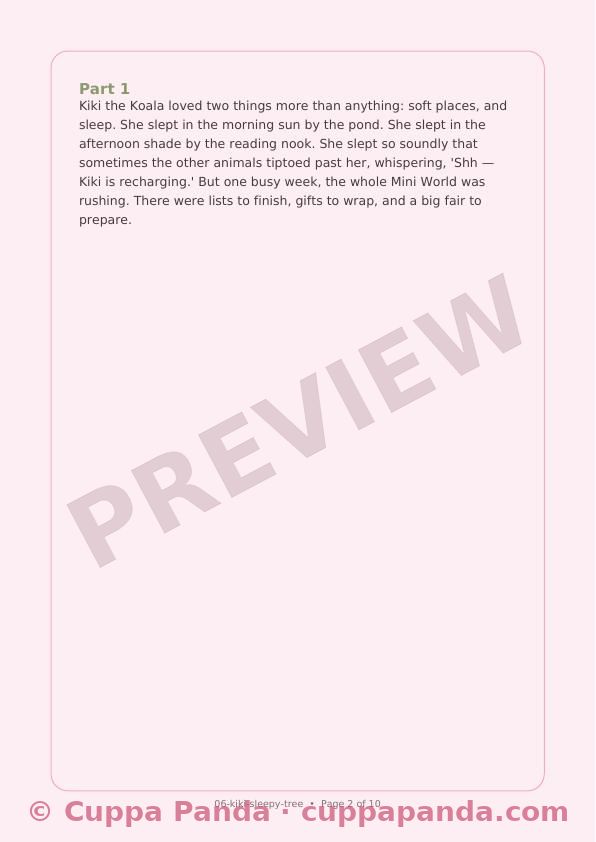 Part 1
Kiki the Koala loved two things more than anything: soft places, and
sleep. She slept in the morning sun by the pond. She slept in the
afternoon shade by the reading nook. She slept so soundly that
sometimes the other animals tiptoed past her, whispering, 'Shh —
Kiki is recharging.' But one busy week, the whole Mini World was
rushing. There were lists to finish, gifts to wrap, and a big fair to
prepare.
PREVIEW
06-kiki-sleepy-tree • Page 2 of 10
© Cuppa Panda · cuppapanda.com